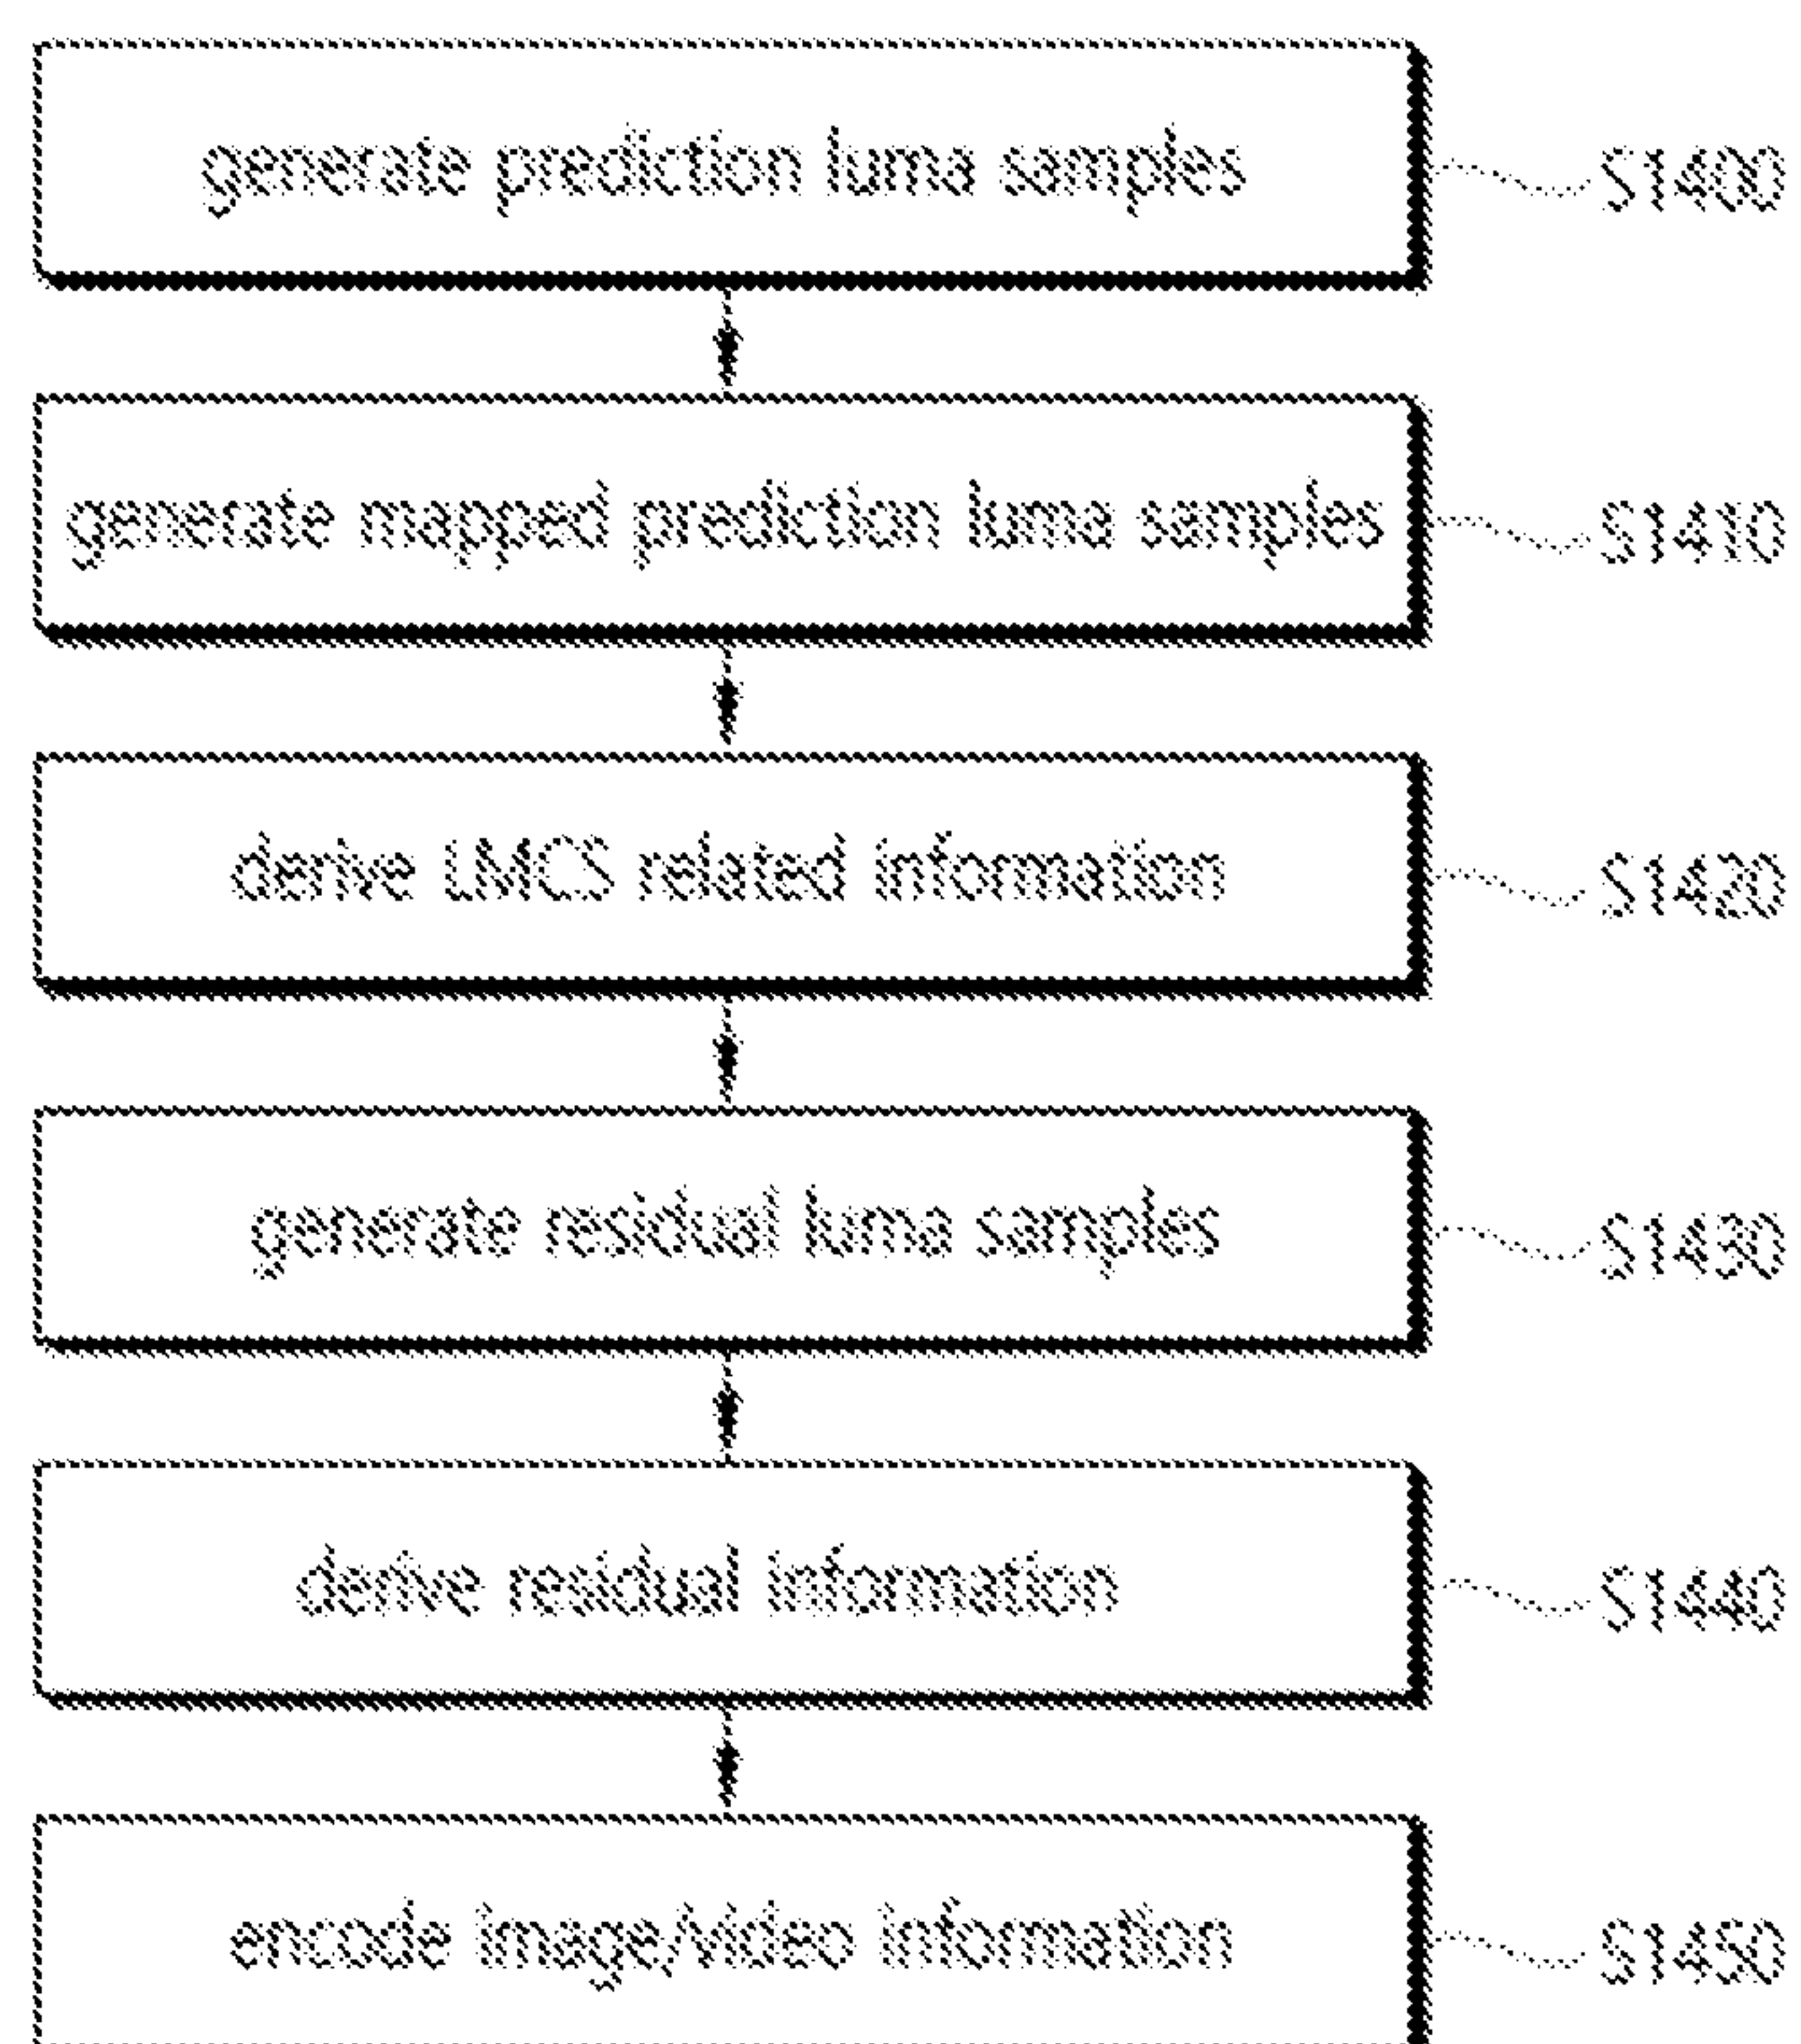 generate prediction luma samples
S1400
generate mapped prediction luma samples
S1410
derive LMCS related information
S1420
generate residual luma samples
S1430
derive residual information
S1440
encode image/video information
S1450